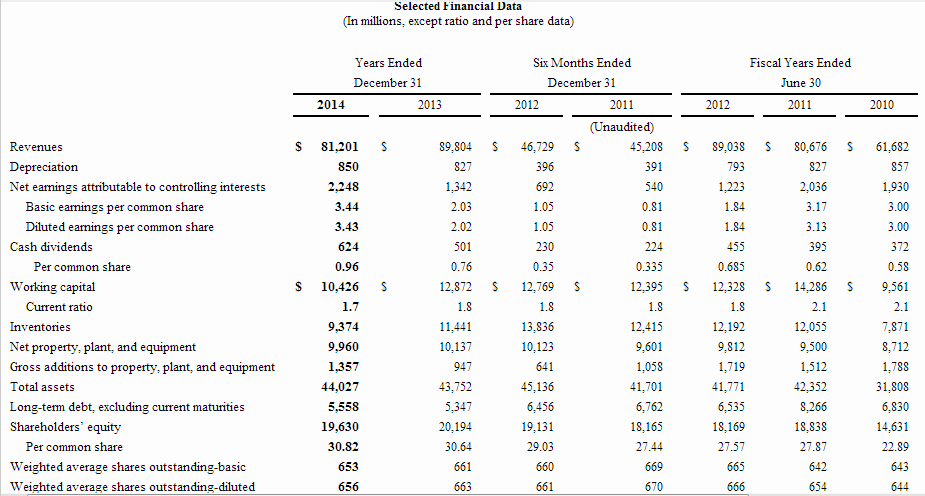 Selected Financial Data
(In millions, except ratio and per share data)
Years Ended Six Months Ended Fiscal Years Ended
December 31 December 31 June 30
2014 2013 2012 2011 2012 2011 2010
(Unaudited)
Revenues $ 81,201 $ 89,804 $ 46,729 $ 45,208 $ 89,038 $ 80,676 $ 61,682
Depreciation 850 827 396 391 793 827 857
Net earnings attributable to controlling interests 2,248 1,342 692 540 1,223 2,036 1,930
Basic earnings per common share 3.44 2.03 1.05 0.81 1.84 3.17 3.00
Diluted earnings per common share 3.43 2.02 1.05 0.81 1.84 3.13 3.00
Cash dividends 624 501 230 224 455 395 372
Per common share 0.96 0.76 0.35 0.335 0.685 0.62 0.58
Working capital $ 10,426 $ 12,872 $ 12,769 $ 12,395 $ 12,328 $ 14,286 $ 9,561
Current ratio 1.7 1.8 1.8 1.8 1.8 2.1 2.1
Inventories 9,374 11,441 13,836 12,415 12,192 12,055 7,871
Net property, plant, and equipment 9,960 10,137 10,123 9,601 9,812 9,500 8,712
Gross additions to property, plant, and equipment 1,357 947 641 1,058 1,719 1,512 1,788
Total assets 44,027 43,752 45,136 41,701 41,771 42,352 31,808
Long-term debt, excluding current maturities 5,558 5,347 6,456 6,762 6,535 8,266 6,830
Shareholders’ equity 19,630 20,194 19,131 18,165 18,169 18,838 14,631
Per common share 30.82 30.64 29.03 27.44 27.57 27.87 22.89
Weighted average shares outstanding-basic 653 661 660 669 665 642 643
Weighted average shares outstanding-diluted 656 663 661 670 666 654 644